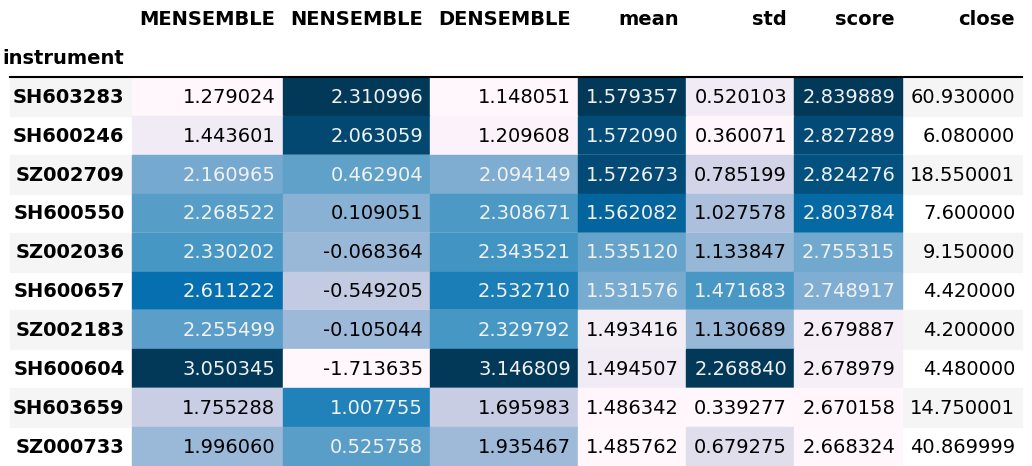 MENSEMBLE NENSEMBLE DENSEMBLE mean std score close
instrument
SH603283 1.279024 2.310996 1.148051 1.579357 0.520103 2.839889 60.930000
SH600246 1.443601 2.063059 1.209608 1.572090 0.360071 2.827289 6.080000
SZ002709 2.160965 0.462904 2.094149 1.572673 0.785199 2.824276 18.550001
SH600550 2.268522 0.109051 2.308671 1.562082 1.027578 2.803784 7.600000
SZ002036 2.330202 -0.068364 2.343521 1.535120 1.133847 2.755315 9.150000
SH600657 2.611222 -0.549205 2.532710 1.531576 1.471683 2.748917 4.420000
SZ002183 2.255499 -0.105044 2.329792 1.493416 1.130689 2.679887 4.200000
SH600604 3.050345 -1.713635 3.146809 1.494507 2.268840 2.678979 4.480000
SH603659 1.755288 1.007755 1.695983 1.486342 0.339277 2.670158 14.750001
SZ000733 1.996060 0.525758 1.935467 1.485762 0.679275 2.668324 40.869999